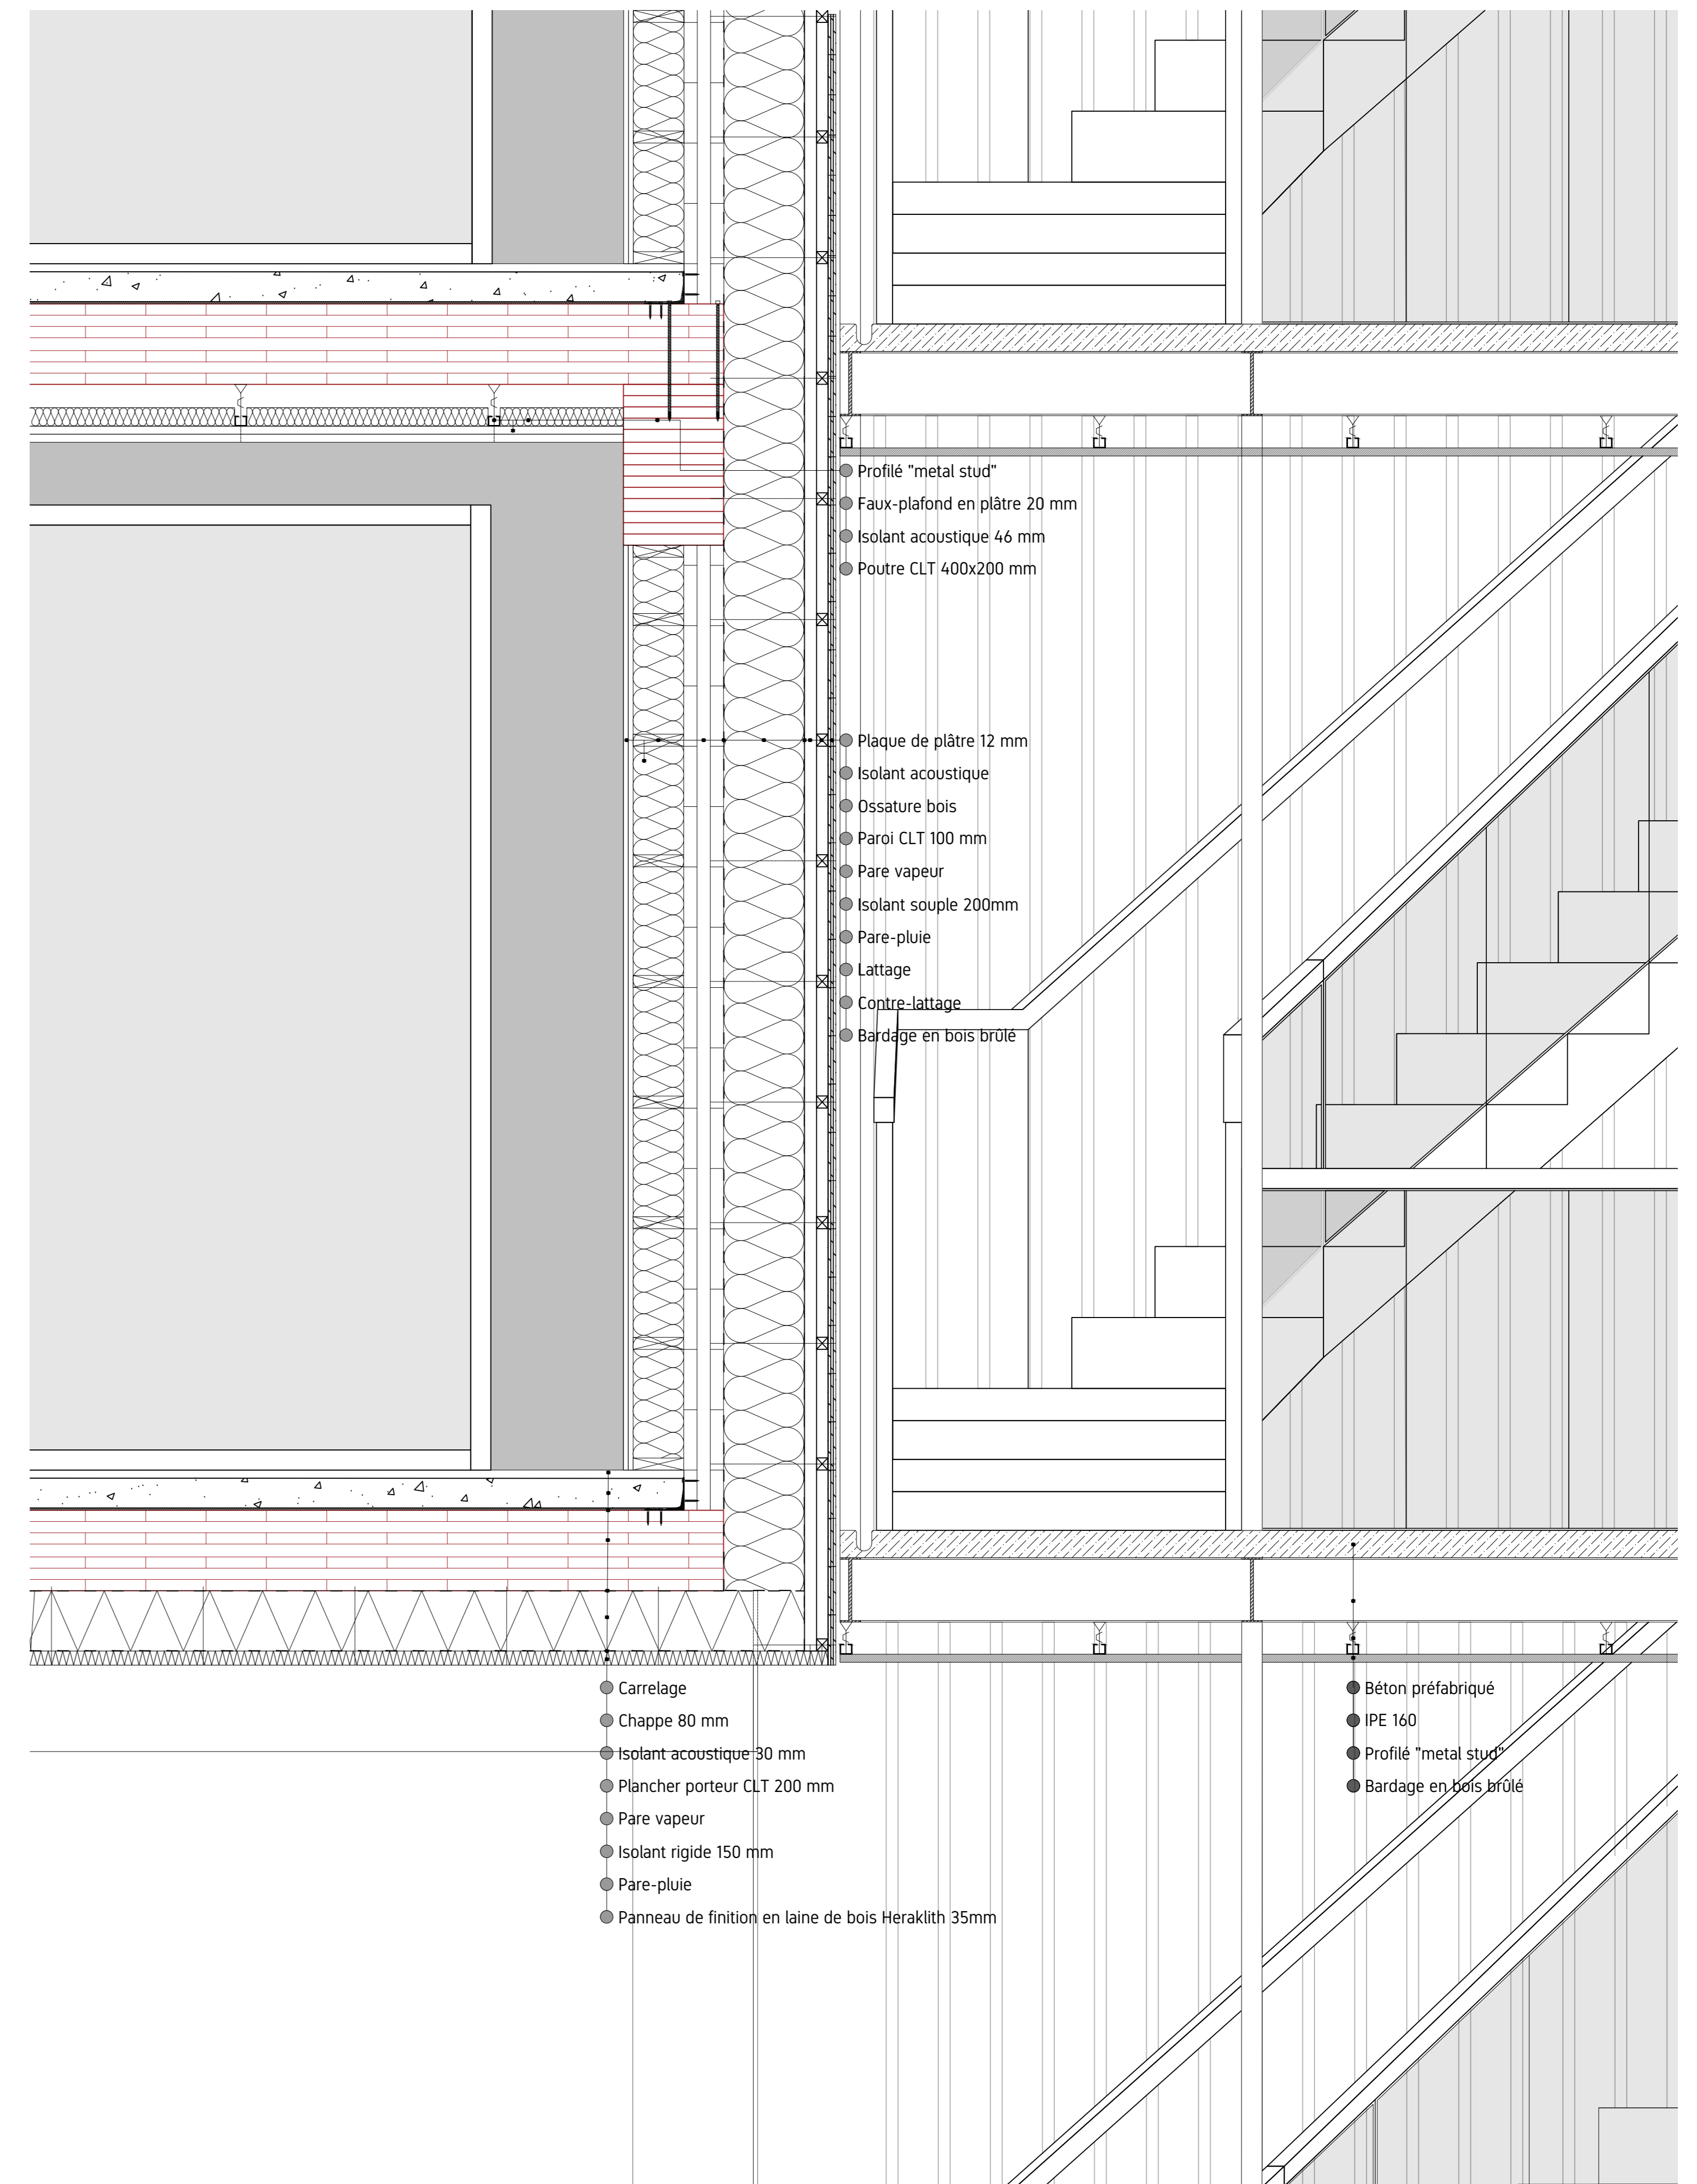 Profilé "metal stud"
Faux-plafond en plâtre 20 mm
Isolant acoustique 46 mm
Poutre CLT 400x200 mm
Plaque de plâtre 12 mm
Isolant acoustique
Ossature bois
Paroi CLT 100 mm
Pare vapeur
Isolant souple 200mm
Pare-pluie
Lattage
Contre-lattage
Bardage en bois brûlé
Carrelage
Chappe 80 mm
Isolant acoustique 30 mm
Plancher porteur CLT 200 mm
Pare vapeur
Isolant rigide 150 mm
Pare-pluie
Panneau de finition en laine de bois Heraklith 35mm
Béton préfabriqué
IPE 160
Profilé "metal stud"
Bardage en bois brûlé